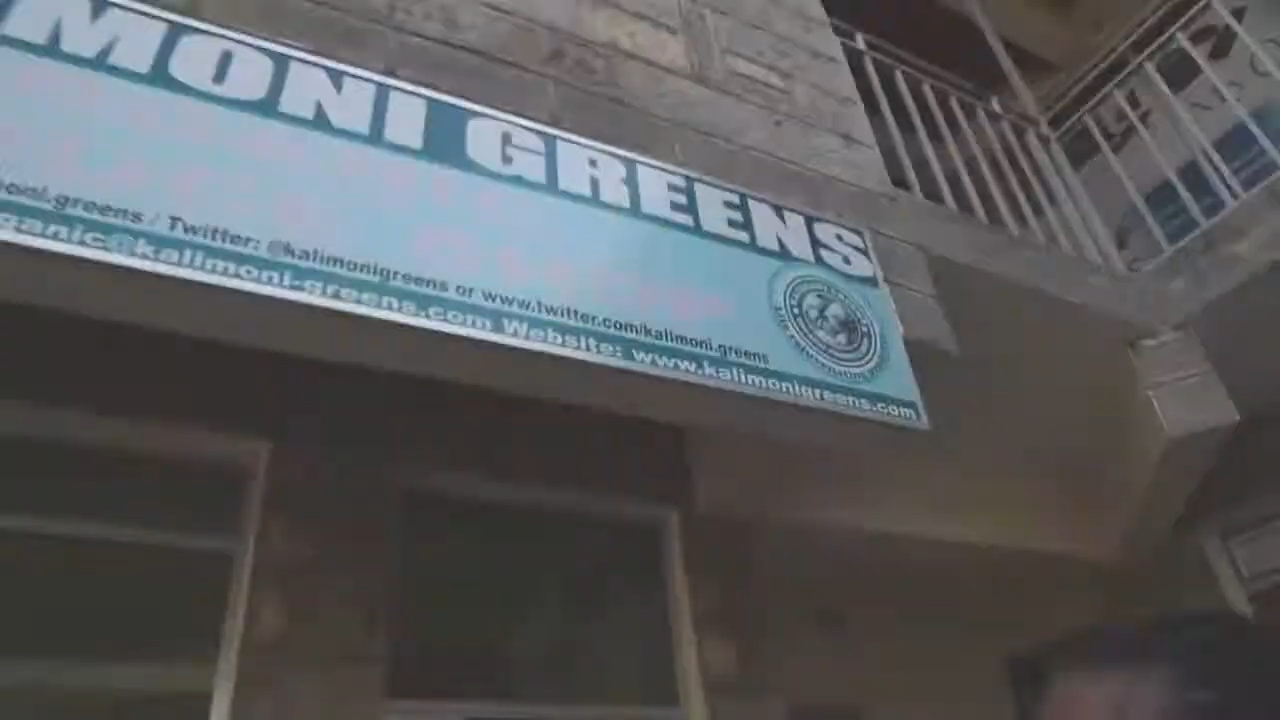 MONI GREENS
oni.greens / Twitter: @kalimonigreens or www.twitter.com/kalimoni.greens
ganic@kalimoni-greens.com Website: www.kalimonigreens.com